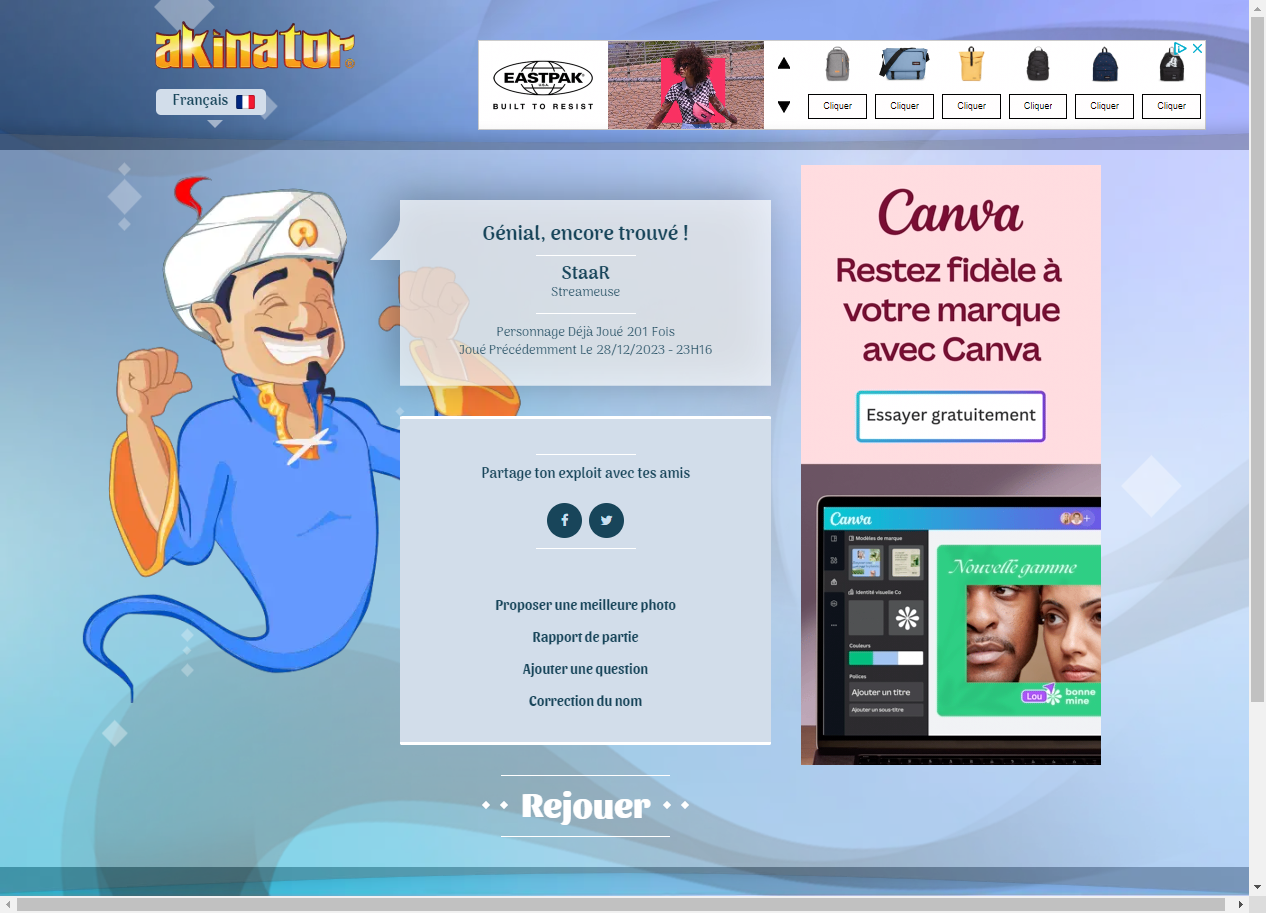 akinator
Français
EASTPAK
U.S.A.
BUILT TO RESIST
Cliquer
Cliquer
Cliquer
Cliquer
Cliquer
Cliquer
Génial, encore trouvé !
StaaR
Streameuse
Personnage Déjà Joué 201 Fois
Joué Précédemment Le 28/12/2023 - 23H16
Partage ton exploit avec tes amis
Proposer une meilleure photo
Rapport de partie
Ajouter une question
Correction du nom
Rejouer
Canva
Restez fidèle à
votre marque
avec Canva
Essayer gratuitement
Canva
Modèles de marque
Identité visuelle Co
Couleurs
Polices
Ajouter un titre
Ajouter un sous-titre
Nouvelle gamme
Lou
bonne
mine